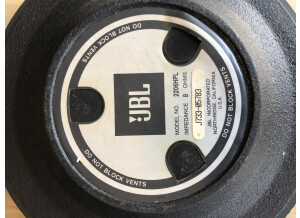 DO NOT BLOCK VENTS
JBL
MODEL NO. 2206HPL
IMPEDANCE 8 OHMS
JBL INCORPORATED
NORTHRIDGE, CALIFORNIA
U.S.A.
DO NOT BLOCK VENTS
DO NOT BLOCK VENTS